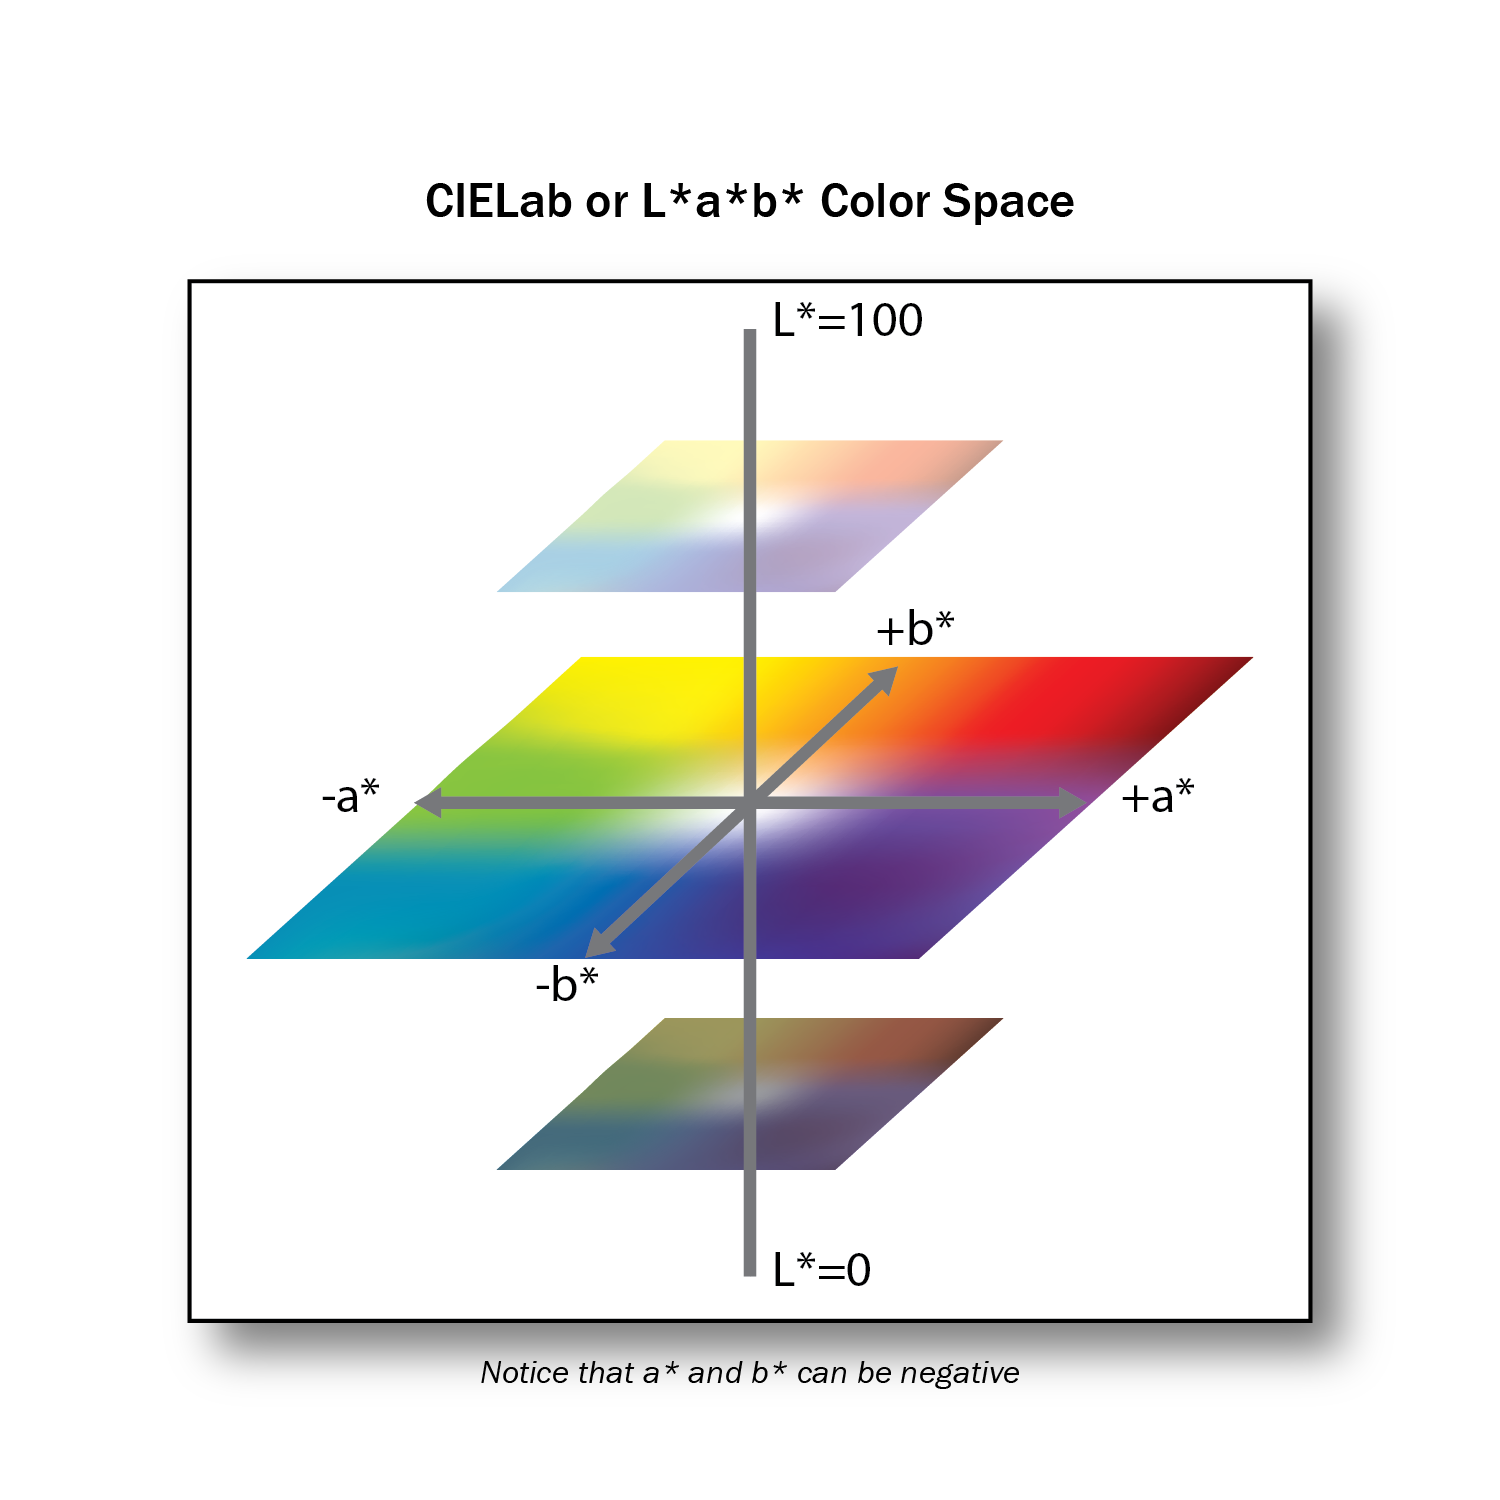 CIELab or L*a*b* Color Space
L*=100
+b*
-a*
+a*
-b*
L*=0
Notice that a* and b* can be negative